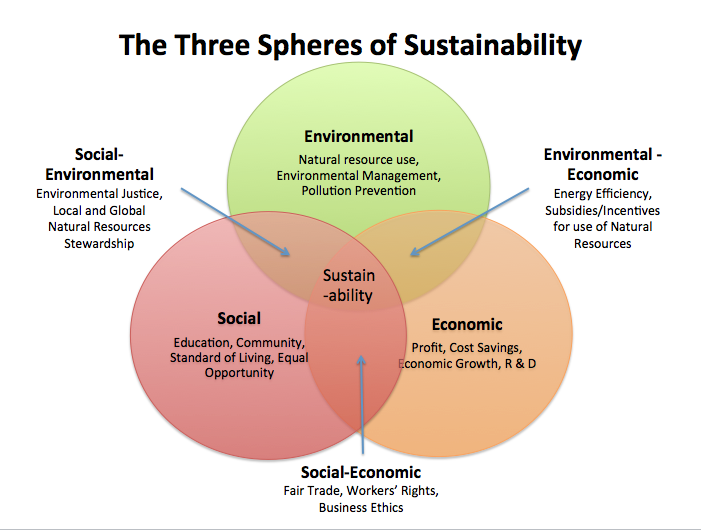 The Three Spheres of Sustainability
Environmental
Natural resource use,
Environmental Management,
Pollution Prevention
Social-
Environmental
Environmental Justice,
Local and Global
Natural Resources
Stewardship
Environmental -
Economic
Energy Efficiency,
Subsidies/Incentives
for use of Natural
Resources
Sustain
-ability
Social
Education, Community,
Standard of Living, Equal
Opportunity
Economic
Profit, Cost Savings,
Economic Growth, R & D
Social-Economic
Fair Trade, Workers’ Rights,
Business Ethics